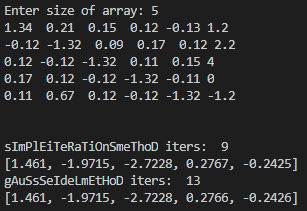 Enter size of array: 5
1.34  0.21  0.15  0.12 -0.13 1.2
-0.12 -1.32  0.09  0.17  0.12 2.2
0.12 -0.12 -1.32  0.11  0.15 4
0.17  0.12 -0.12 -1.32 -0.11 0
0.11  0.67  0.12 -0.12 -1.32 -1.2
sImPlEiTeRaTiOnSmeThoD iters:  9
[1.461, -1.9715, -2.7228, 0.2767, -0.2425]
gAuSsSeIdeLmEtHoD iters:  13
[1.461, -1.9715, -2.7228, 0.2766, -0.2426]